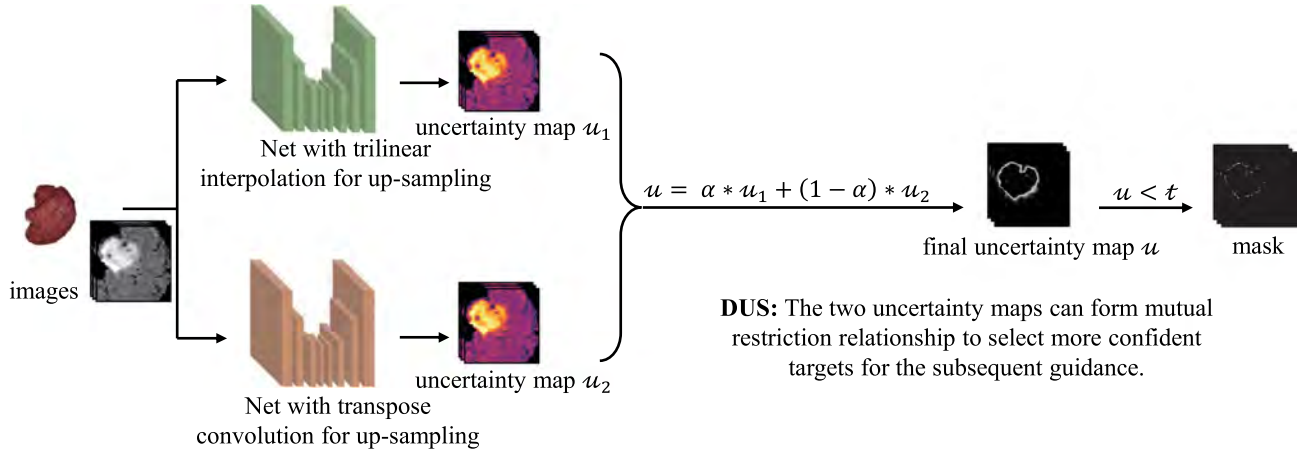 images
Net with trilinear
interpolation for up-sampling
uncertainty map u₁
Net with transpose
convolution for up-sampling
uncertainty map u₂
u = α * u₁ + (1 − α) * u₂
final uncertainty map u
u < t
mask
DUS: The two uncertainty maps can form mutual
restriction relationship to select more confident
targets for the subsequent guidance.